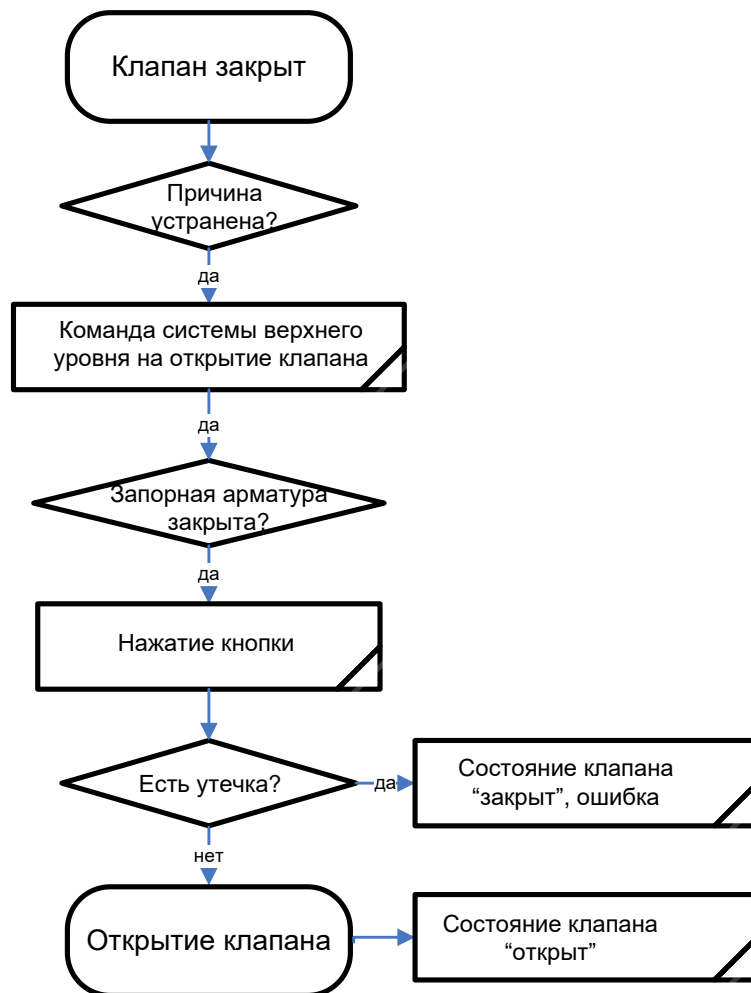 Клапан закрыт
Причина
устранена?
да
Команда системы верхнего
уровня на открытие клапана
да
Запорная арматура
закрыта?
да
Нажатие кнопки
Есть утечка?
да
Состояние клапана
“закрыт”, ошибка
нет
Открытие клапана
Состояние клапана
“открыт”